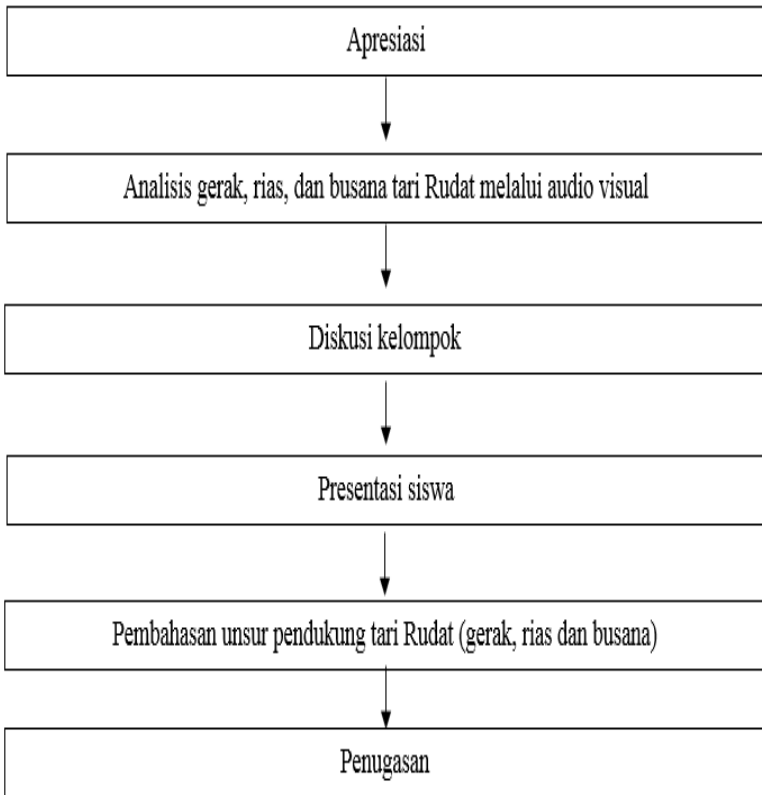 Apresiasi
Analisis gerak, rias, dan busana tari Rudat melalui audio visual
Diskusi kelompok
Presentasi siswa
Pembahasan unsur pendukung tari Rudat (gerak, rias dan busana)
Penugasan